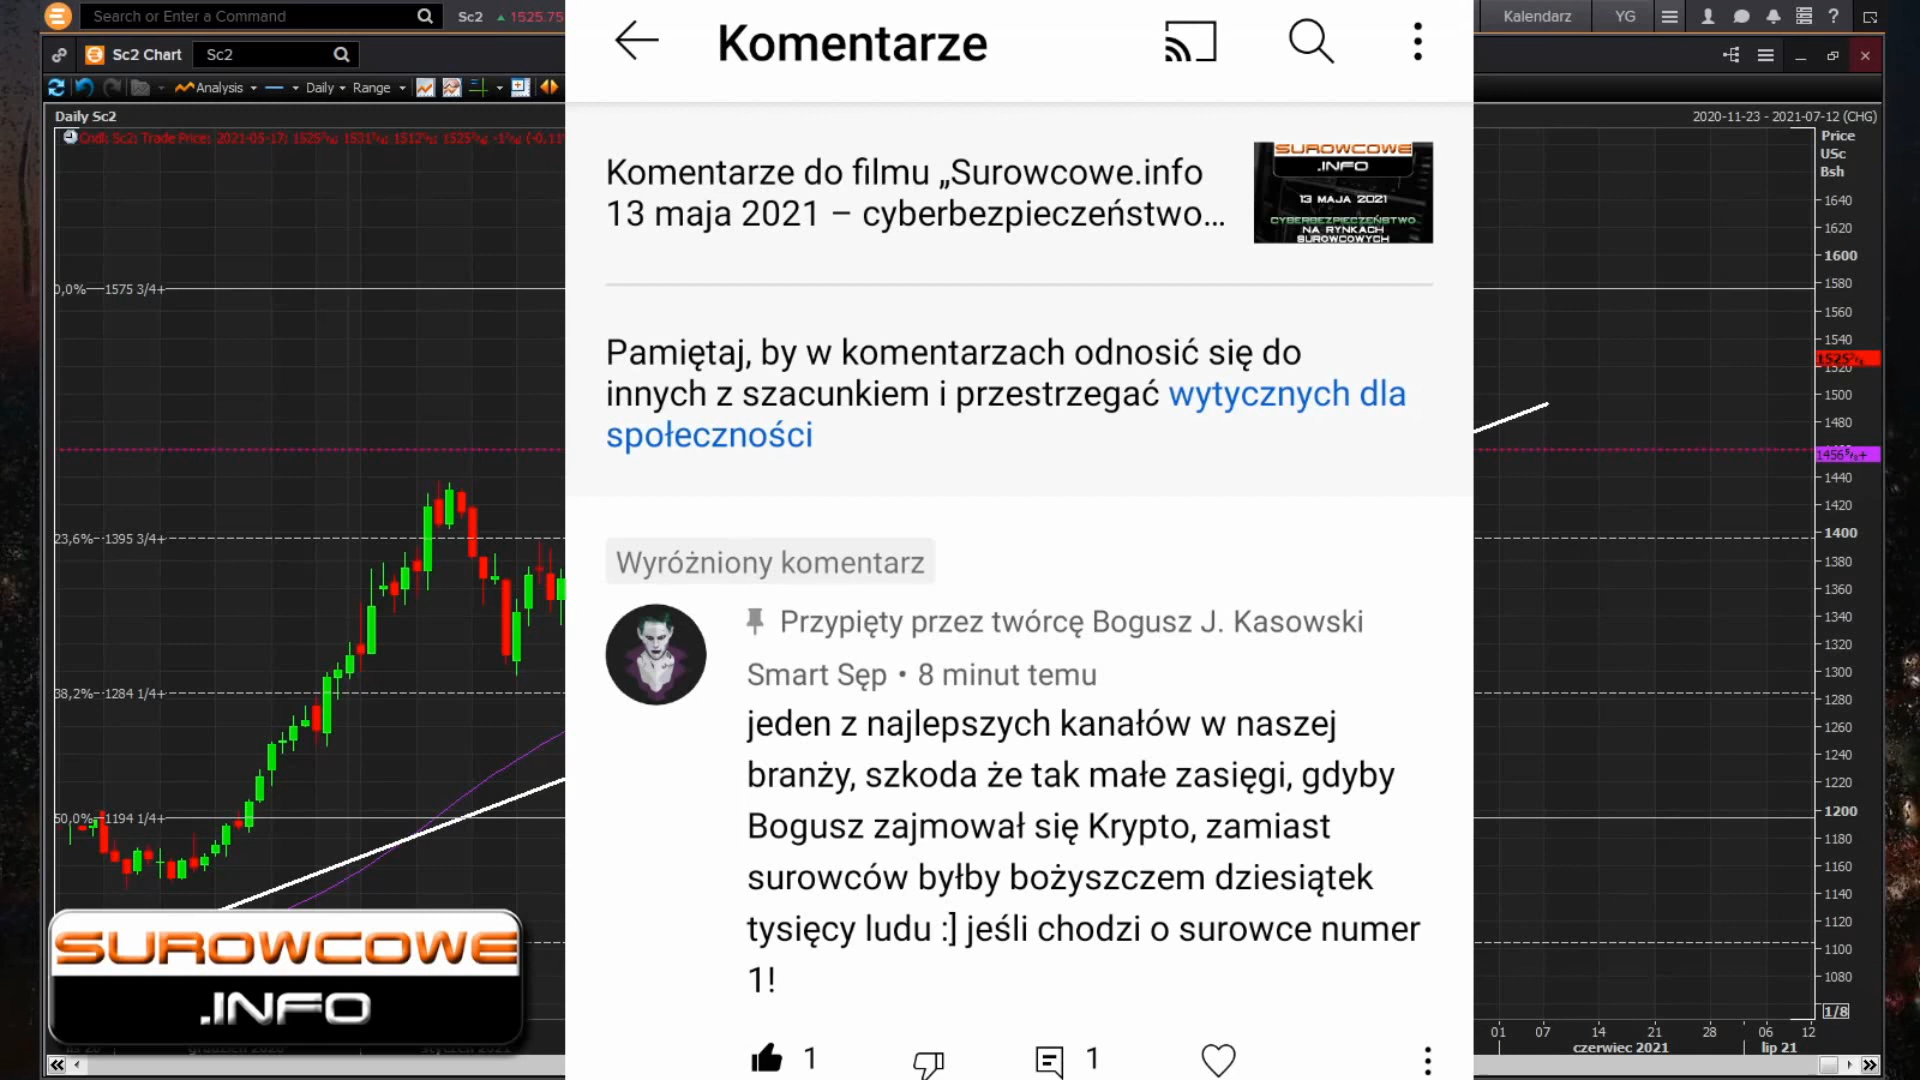 Search or Enter a Command
Sc2
1525.75
Kalendarz
YG
?
Sc2 Chart
Sc2
Analysis
Daily
Range
Daily Sc2
2020-11-23 - 2021-07-12 (CHG)
Price
USc
Bsh
0,0% 1575 3/4+
23,6% 1395 3/4+
38,2% 1284 1/4+
50,0% 1194 1/4+
Komentarze
Komentarze do filmu „Surowcowe.info
13 maja 2021 – cyberbezpieczeństwo...
SUROWCOWE
.INFO
13 MAJA 2021
CYBERBEZPIECZEŃSTWO
NA RYNKACH
SUROWCOWYCH
Pamiętaj, by w komentarzach odnosić się do
innych z szacunkiem i przestrzegać wytycznych dla
społeczności
Wyróżniony komentarz
Przypięty przez twórcę Bogusz J. Kasowski
Smart Sęp • 8 minut temu
jeden z najlepszych kanałów w naszej
branży, szkoda że tak małe zasięgi, gdyby
Bogusz zajmował się Krypto, zamiast
surowców byłby bożyszczem dziesiątek
tysięcy ludu :] jeśli chodzi o surowce numer
1!
1
1
1640
1620
1600
1580
1560
1540
1520
1500
1480
1440
1420
1400
1380
1360
1340
1320
1300
1280
1260
1240
1220
1200
1180
1160
1140
1120
1100
1080
1/8
01 07 14 21 28 06 12
czerwiec 2021 lip 21
SUROWCOWE
.INFO